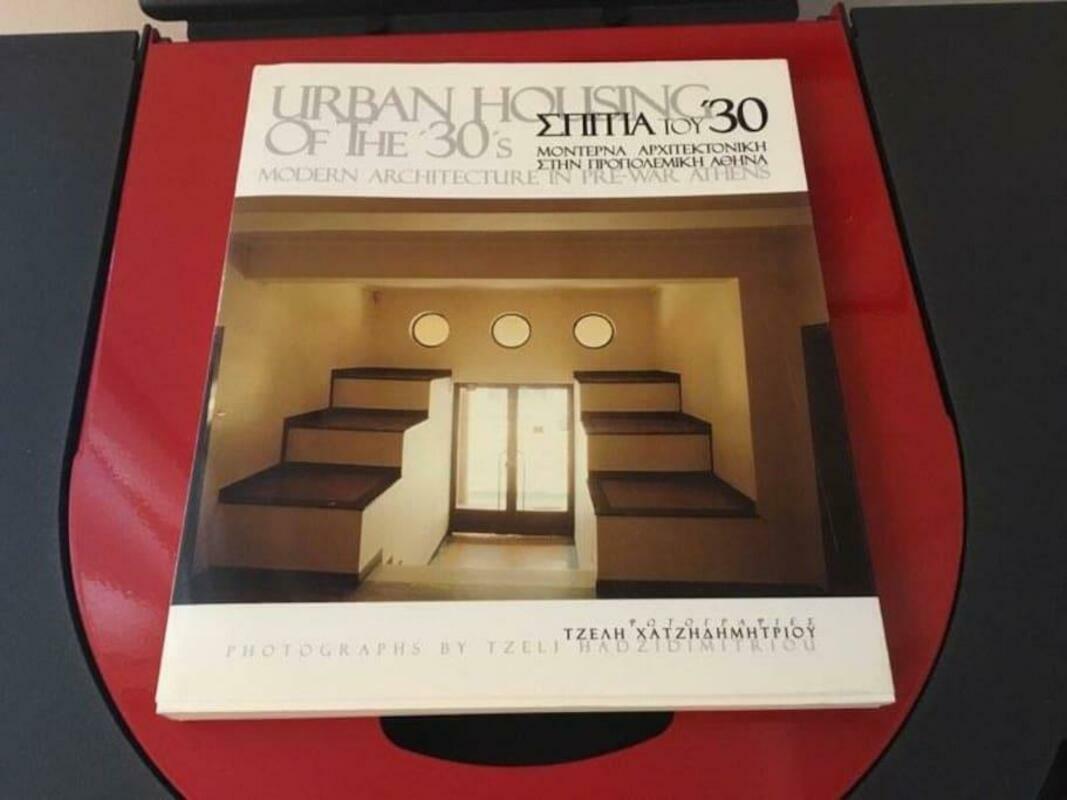 URBAN HOUSING
OF THE '30's
ΣΠΙΤΙΑ ΤΟΥ '30
ΜΟΝΤΕΡΝΑ ΑΡΧΙΤΕΚΤΟΝΙΚΗ
ΣΤΗΝ ΠΡΟΠΟΛΕΜΙΚΗ ΑΘΗΝΑ
MODERN ARCHITECTURE IN PRE-WAR ATHENS
ΦΩΤΟΓΡΑΦΙΕΣ
ΤΖΕΛΗ ΧΑΤΖΗΔΗΜΗΤΡΙΟΥ
PHOTOGRAPHS BY TZELI HADZIDIMITRIOU